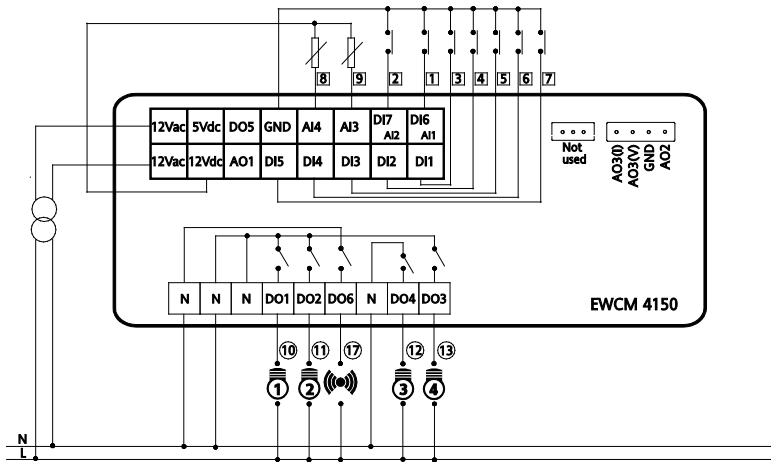 8 9 2 1 3 4 5 6 7
12Vac 5Vdc DO5 GND AI4 AI3 DI7 AI2 DI6 AI1
12Vac 12Vdc AO1 DI5 DI4 DI3 DI2 DI1
Not
used
AO3(I)
AO3(V)
GND
AO2
N N N DO1 DO2 DO6 N DO4 DO3
EWCM 4150
10 11 17 12 13
1 2 3 4
N
L